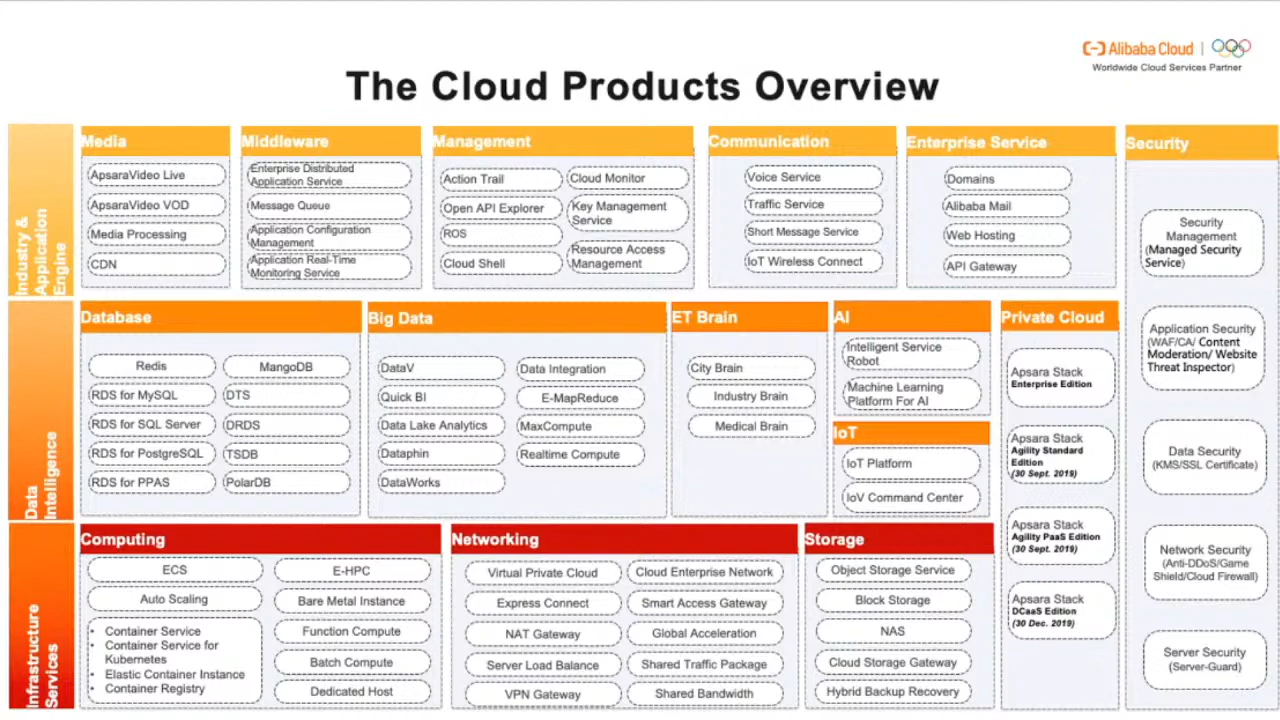 Alibaba Cloud
Worldwide Cloud Services Partner
The Cloud Products Overview
Industry &
Application
Engine
Media
ApsaraVideo Live
ApsaraVideo VOD
Media Processing
CDN
Middleware
Enterprise Distributed
Application Service
Message Queue
Application Configuration
Management
Application Real-Time
Monitoring Service
Management
Action Trail
Open API Explorer
ROS
Cloud Shell
Cloud Monitor
Key Management
Service
Resource Access
Management
Communication
Voice Service
Traffic Service
Short Message Service
IoT Wireless Connect
Enterprise Service
Domains
Alibaba Mail
Web Hosting
API Gateway
Security
Security
Management
(Managed Security
Service)
Application Security
(WAF/CA/ Content
Moderation/ Website
Threat Inspector)
Data Security
(KMS/SSL Certificate)
Network Security
(Anti-DDoS/Game
Shield/Cloud Firewall)
Server Security
(Server-Guard)
Data
Intelligence
Database
Redis
RDS for MySQL
RDS for SQL Server
RDS for PostgreSQL
RDS for PPAS
MangoDB
DTS
DRDS
TSDB
PolarDB
Big Data
DataV
Quick BI
Data Lake Analytics
Dataphin
DataWorks
Data Integration
E-MapReduce
MaxCompute
Realtime Compute
ET Brain
City Brain
Industry Brain
Medical Brain
AI
Intelligent Service
Robot
Machine Learning
Platform For AI
IoT
IoT Platform
IoV Command Center
Private Cloud
Apsara Stack
Enterprise Edition
Apsara Stack
Agility Standard
Edition
(30 Sept. 2019)
Apsara Stack
Agility PaaS Edition
(30 Sept. 2019)
Apsara Stack
DCaaS Edition
(30 Dec. 2019)
Infrastructure
Services
Computing
ECS
Auto Scaling
• Container Service
• Container Service for
Kubernetes
• Elastic Container Instance
• Container Registry
E-HPC
Bare Metal Instance
Function Compute
Batch Compute
Dedicated Host
Networking
Virtual Private Cloud
Express Connect
NAT Gateway
Server Load Balance
VPN Gateway
Cloud Enterprise Network
Smart Access Gateway
Global Acceleration
Shared Traffic Package
Shared Bandwidth
Storage
Object Storage Service
Block Storage
NAS
Cloud Storage Gateway
Hybrid Backup Recovery